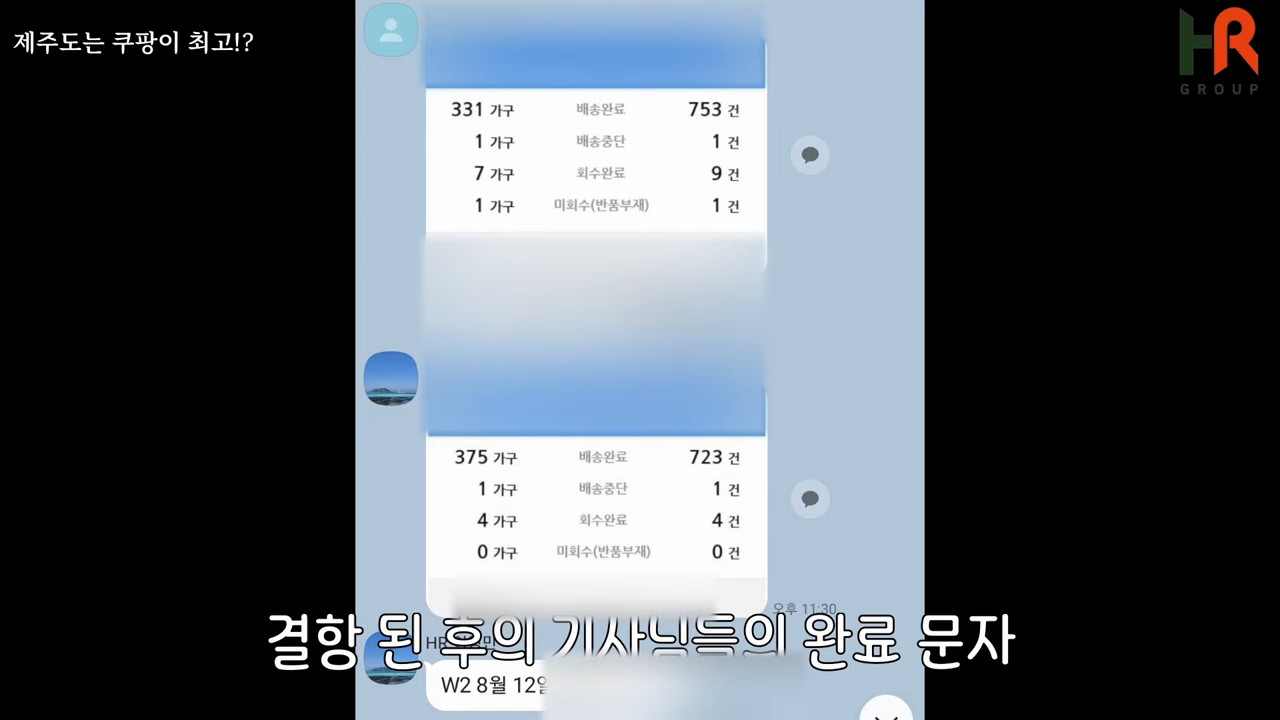 제주도는 쿠팡이 최고!?
HR
GROUP
331 가구 배송완료 753 건
1 가구 배송중단 1 건
7 가구 회수완료 9 건
1 가구 미회수(반품부재) 1 건
375 가구 배송완료 723 건
1 가구 배송중단 1 건
4 가구 회수완료 4 건
0 가구 미회수(반품부재) 0 건
오후 11:30
결항 된 후의 기사님들의 완료 문자
HR
W2 8월 12일